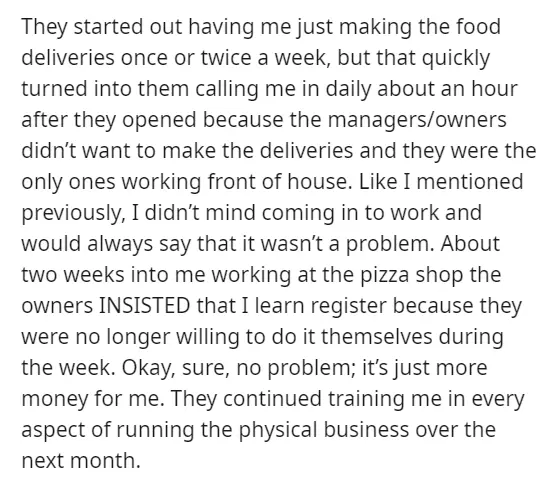 They started out having me just making the food
deliveries once or twice a week, but that quickly
turned into them calling me in daily about an hour
after they opened because the managers/owners
didn’t want to make the deliveries and they were the
only ones working front of house. Like I mentioned
previously, I didn’t mind coming in to work and
would always say that it wasn’t a problem. About
two weeks into me working at the pizza shop the
owners INSISTED that I learn register because they
were no longer willing to do it themselves during
the week. Okay, sure, no problem; it’s just more
money for me. They continued training me in every
aspect of running the physical business over the
next month.